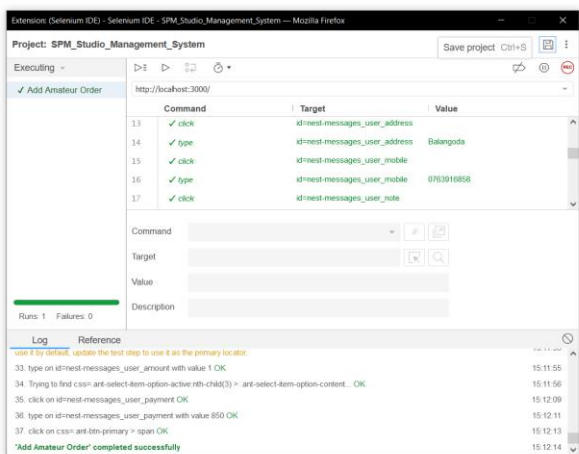 Extension: (Selenium IDE) - Selenium IDE - SPM_Studio_Management_System — Mozilla Firefox
Project: SPM_Studio_Management_System
Save project Ctrl+S
Executing
REC
✓ Add Amateur Order
http://localhost:3000/
Command Target Value
13 ✓ click id=nest-messages_user_address
14 ✓ type id=nest-messages_user_address Balangoda
15 ✓ click id=nest-messages_user_mobile
16 ✓ type id=nest-messages_user_mobile 0763916858
17 ✓ click id=nest-messages_user_note
Command
//
Target
Value
Description
Runs: 1 Failures: 0
Log Reference
use it by default, update the test step to use it as the primary locator.
33. type on id=nest-messages_user_amount with value 1 OK 15:11:55
34. Trying to find css=.ant-select-item-option-active:nth-child(3) > .ant-select-item-option-content... OK 15:11:56
35. click on id=nest-messages_user_payment OK 15:12:09
36. type on id=nest-messages_user_payment with value 850 OK 15:12:11
37. click on css=.ant-btn-primary > span OK 15:12:13
'Add Amateur Order' completed successfully 15:12:14